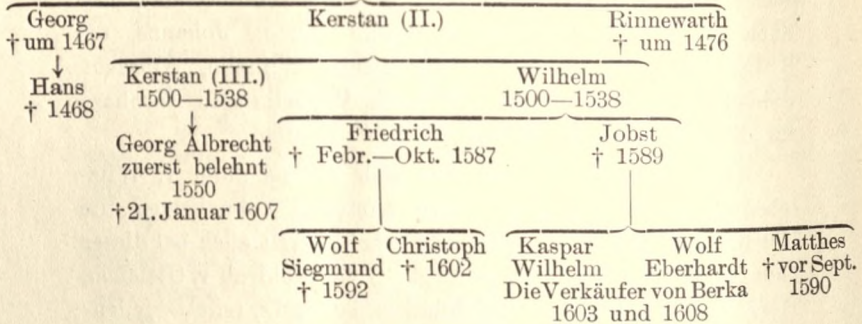 Georg Kerstan (II.) Rinnewarth
† um 1467 † um 1476
Hans
† 1468
Kerstan (III.) Wilhelm
1500—1538 1500—1538
Georg Albrecht
zuerst belehnt
1550
† 21. Januar 1607
Friedrich Jobst
† Febr.—Okt. 1587 † 1589
Wolf Christoph
Siegmund † 1602
† 1592
Kaspar Wolf Matthes
Wilhelm Eberhardt † vor Sept.
Die Verkäufer von Berka 1590
1603 und 1608